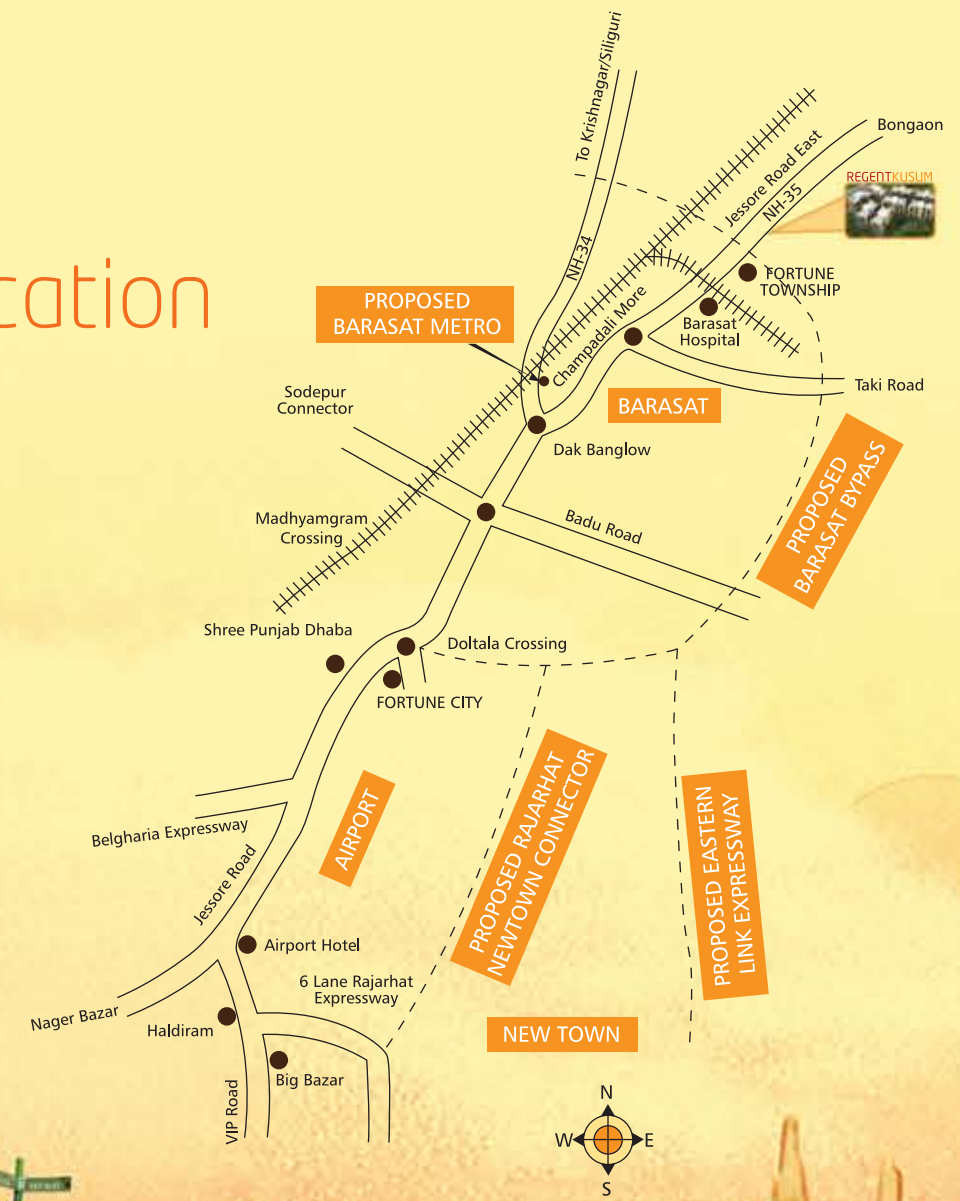 To Krishnagar/Siliguri
Bongaon
Jessore Road East
NH-35
REGENTKUSUM
NH-34
cation
FORTUNE
TOWNSHIP
PROPOSED
BARASAT METRO
Champadali More
Barasat
Hospital
Sodepur
Connector
Taki Road
BARASAT
Dak Banglow
PROPOSED
BARASAT BYPASS
Madhyamgram
Crossing
Badu Road
Shree Punjab Dhaba
Doltala Crossing
FORTUNE CITY
Belgharia Expressway
AIRPORT
PROPOSED RAJARHAT
NEWTOWN CONNECTOR
PROPOSED EASTERN
LINK EXPRESSWAY
Jessore Road
Airport Hotel
6 Lane Rajarhat
Expressway
Nager Bazar
Haldiram
NEW TOWN
Big Bazar
VIP Road
N
W
E
S